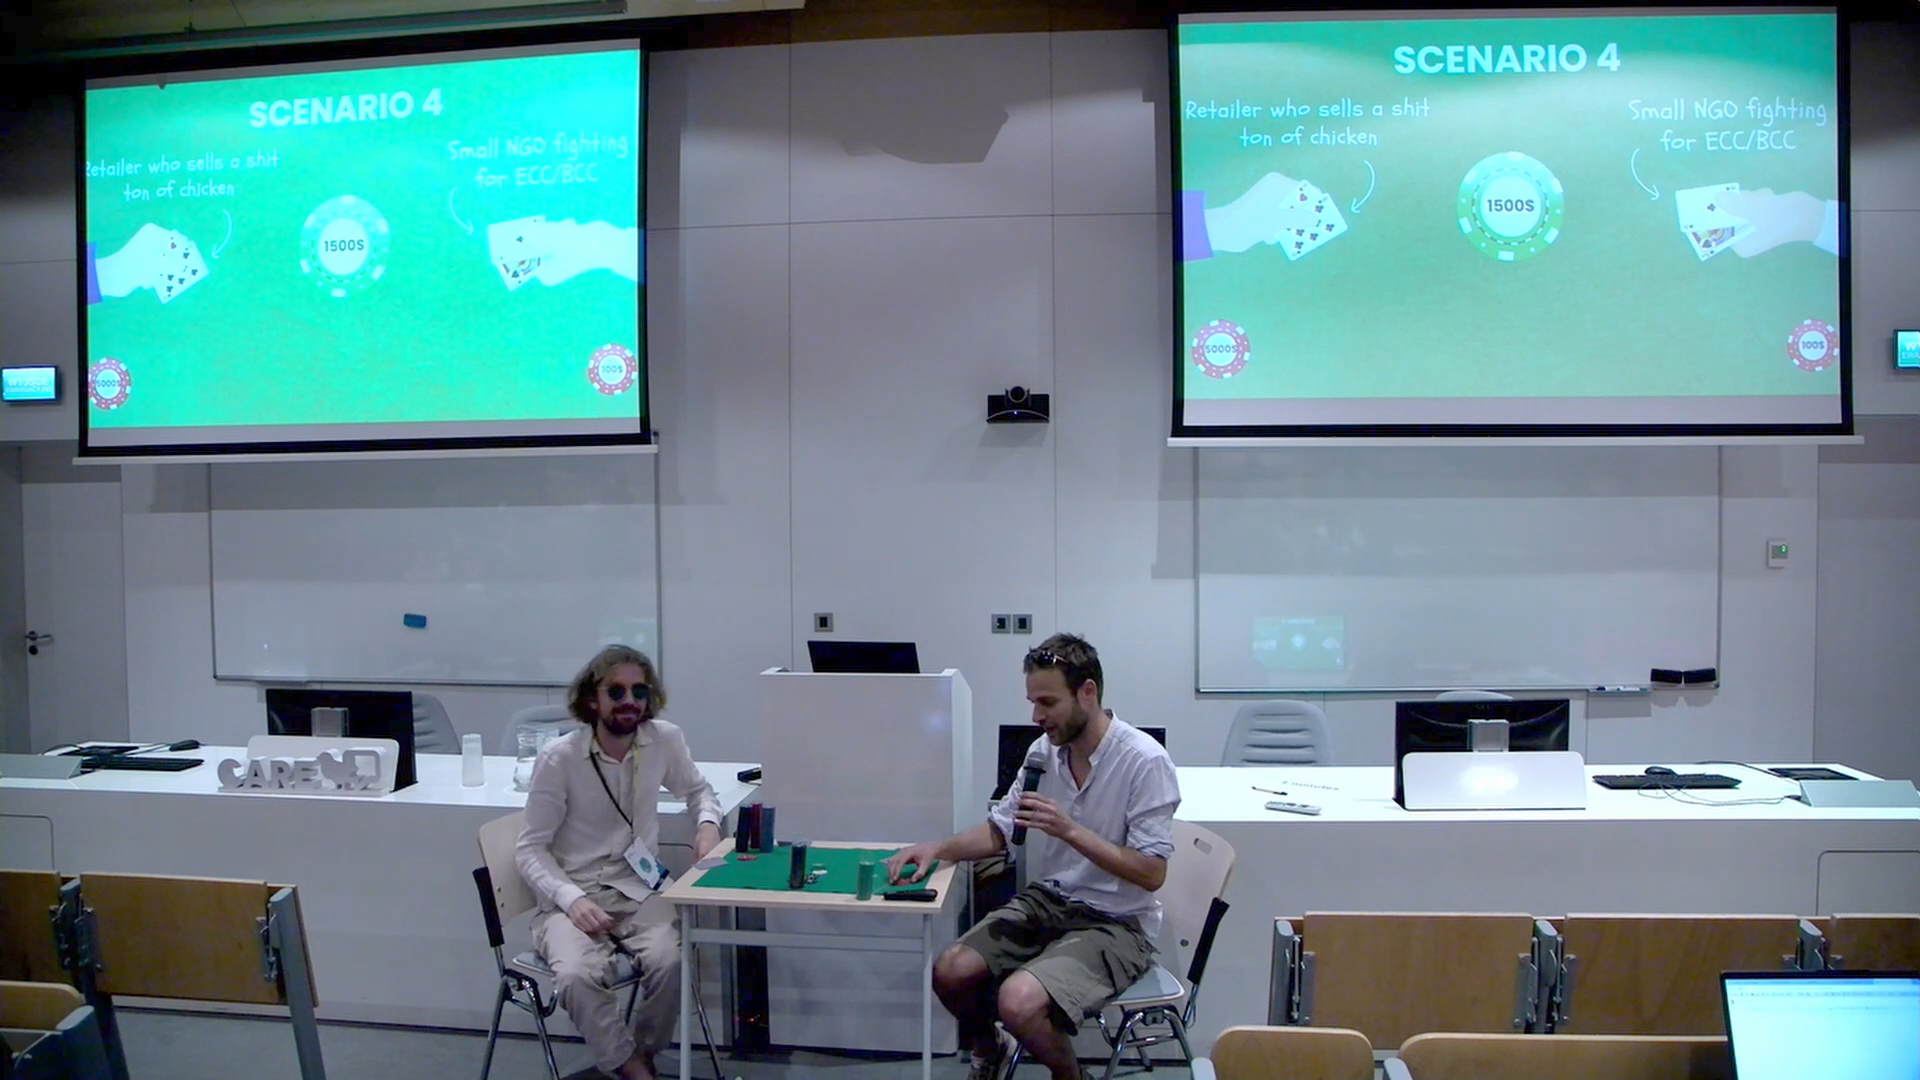 SCENARIO 4
Retailer who sells a shit
ton of chicken
Small NGO fighting
for ECC/BCC
1500$
5000$
100$
SCENARIO 4
Retailer who sells a shit
ton of chicken
Small NGO fighting
for ECC/BCC
1500$
5000$
100$
CARE